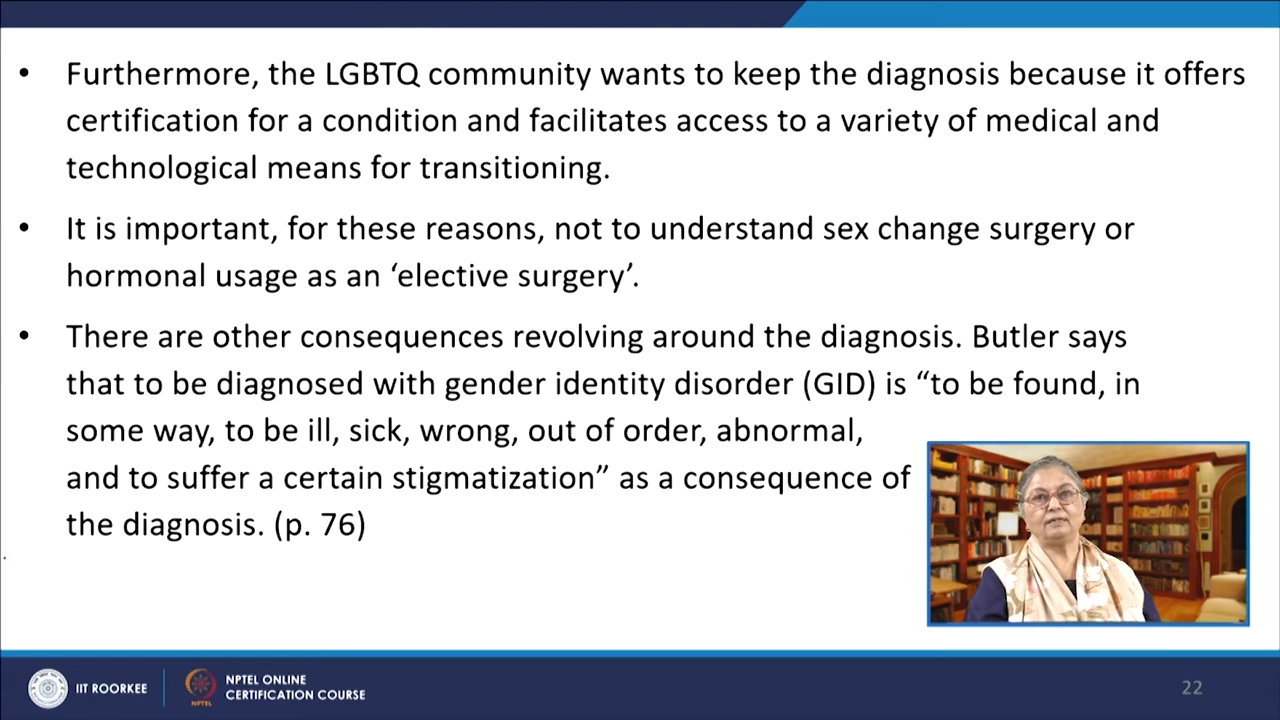 • Furthermore, the LGBTQ community wants to keep the diagnosis because it offers
certification for a condition and facilitates access to a variety of medical and
technological means for transitioning.
• It is important, for these reasons, not to understand sex change surgery or
hormonal usage as an ‘elective surgery’.
• There are other consequences revolving around the diagnosis. Butler says
that to be diagnosed with gender identity disorder (GID) is “to be found, in
some way, to be ill, sick, wrong, out of order, abnormal,
and to suffer a certain stigmatization” as a consequence of
the diagnosis. (p. 76)
IIT ROORKEE
NPTEL
NPTEL ONLINE
CERTIFICATION COURSE
22